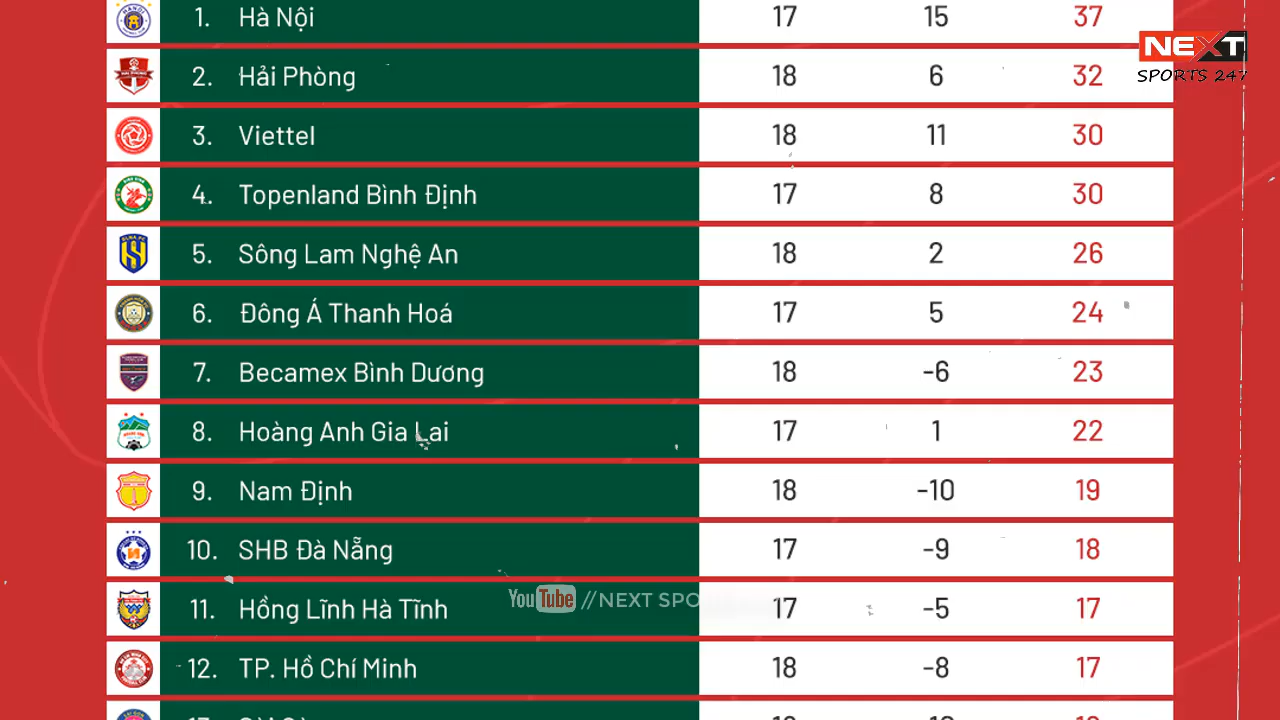 1. Hà Nội 17 15 37
NEXT
SPORTS 247
2. Hải Phòng 18 6 32
3. Viettel 18 11 30
4. Topenland Bình Định 17 8 30
5. Sông Lam Nghệ An 18 2 26
6. Đông Á Thanh Hoá 17 5 24
7. Becamex Bình Dương 18 -6 23
8. Hoàng Anh Gia Lai 17 1 22
9. Nam Định 18 -10 19
10. SHB Đà Nẵng 17 -9 18
YouTube //NEXT SPO
11. Hồng Lĩnh Hà Tĩnh 17 -5 17
12. TP. Hồ Chí Minh 18 -8 17